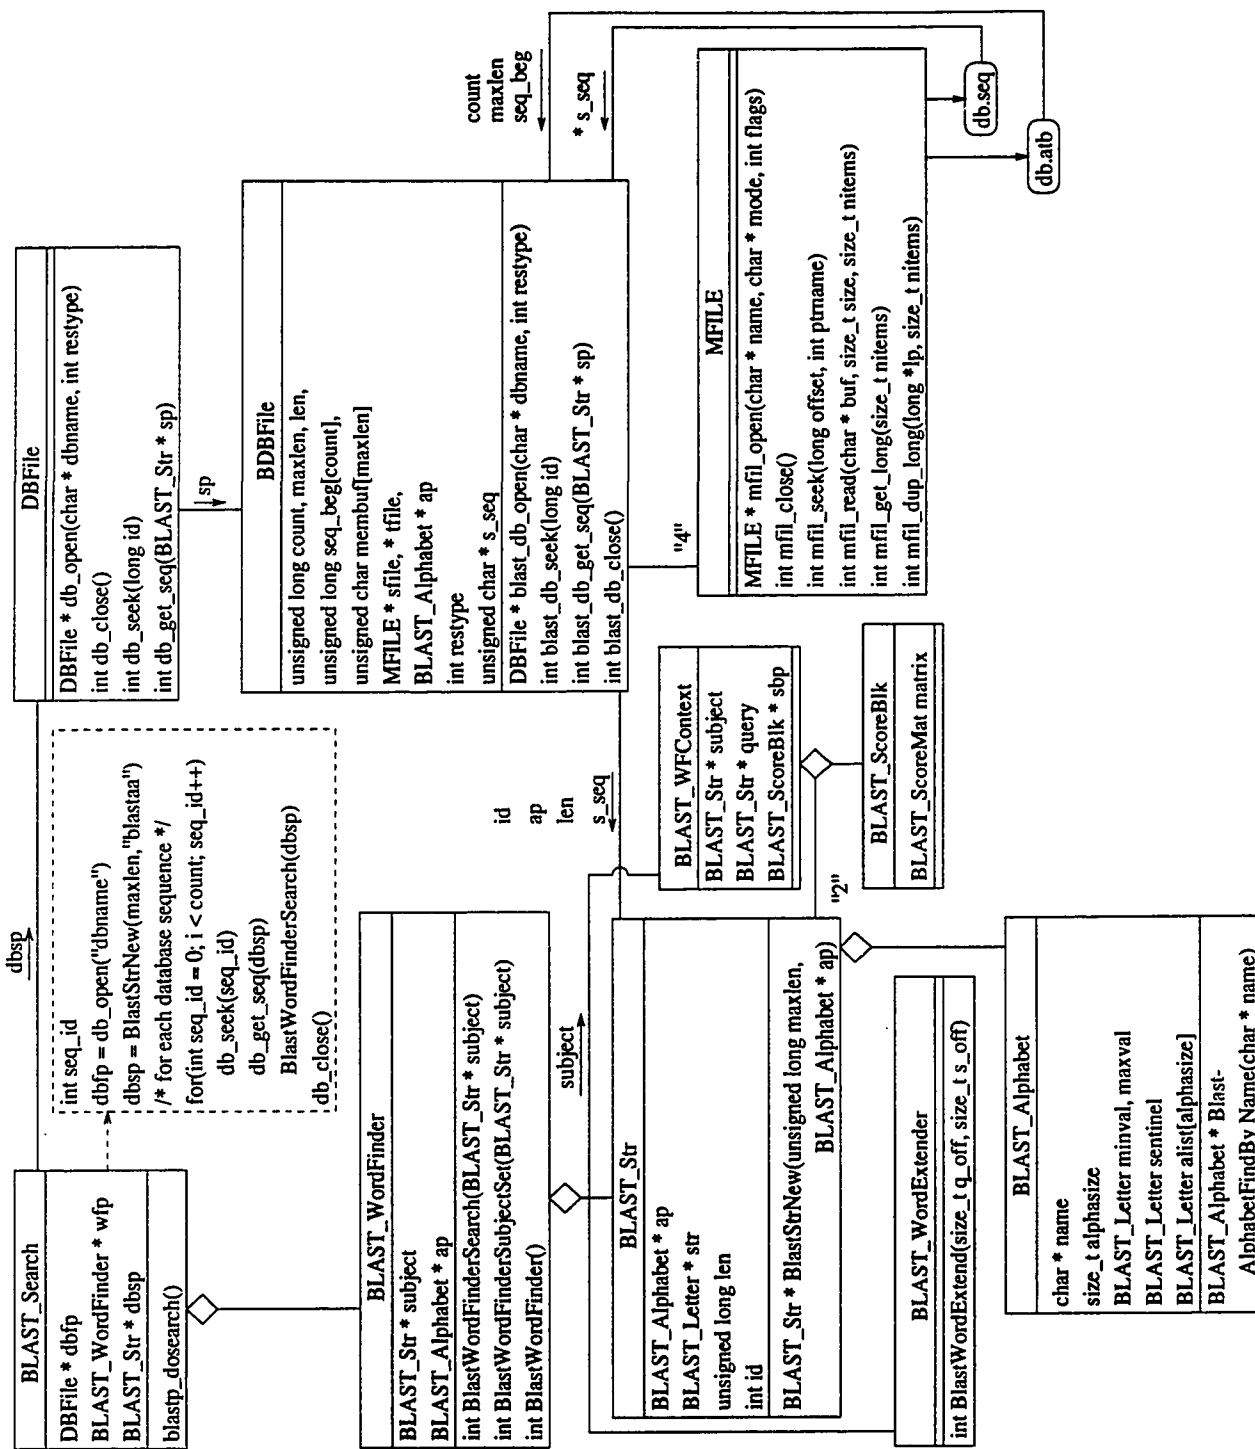 BLAST_Search
DBFile * dbfp
BLAST_WordFinder * wfp
BLAST_Str * dbsp
blastp_dosearch()
int seq_id
dbfp = db_open("dbname")
dbsp = BlastStrNew(maxlen,"blastaa")
/* for each database sequence */
for(int seq_id = 0; i < count; seq_id++)
db_seek(seq_id)
db_get_seq(dbsp)
BlastWordFinderSearch(dbsp)
db_close()
dbsp
DBFile
DBFile * db_open(char * dbname, int restype)
int db_close()
int db_seek(long id)
int db_get_seq(BLAST_Str * sp)
sp
BDBFile
unsigned long count, maxlen, len,
unsigned long seq_beg[count],
unsigned char membuf[maxlen]
MFILE * sfile, * tfile,
BLAST_Alphabet * ap
int restype
unsigned char * s_seq
DBFile * blast_db_open(char * dbname, int restype)
int blast_db_seek(long id)
int blast_db_get_seq(BLAST_Str * sp)
int blast_db_close()
count
maxlen
seq_beg
* s_seq
"4"
MFILE
MFILE * mfil_open(char * name, char * mode, int flags)
int mfil_close()
int mfil_seek(long offset, int ptrname)
int mfil_read(char * buf, size_t size, size_t nitems)
int mfil_get_long(size_t nitems)
int mfil_dup_long(long *lp, size_t nitems)
db.seq
db.atb
BLAST_WordFinder
BLAST_Str * subject
BLAST_Alphabet * ap
int BlastWordFinderSearch(BLAST_Str * subject)
int BlastWordFinderSubjectSet(BLAST_Str * subject)
int BlastWordFinder()
id
ap
len
s_seq
subject
BLAST_WFContext
BLAST_Str * subject
BLAST_Str * query
BLAST_ScoreBlk * sbp
BLAST_Str
BLAST_Alphabet * ap
BLAST_Letter * str
unsigned long len
int id
BLAST_Str * BlastStrNew(unsigned long maxlen,
BLAST_Alphabet * ap)
"2"
BLAST_ScoreBlk
BLAST_ScoreMat matrix
BLAST_WordExtender
int BlastWordExtend(size_t q_off, size_t s_off)
BLAST_Alphabet
char * name
size_t alphasize
BLAST_Letter minval, maxval
BLAST_Letter sentinel
BLAST_Letter alist[alphasize]
BLAST_Alphabet * Blast-
AlphabetFindBy Name(char * name)